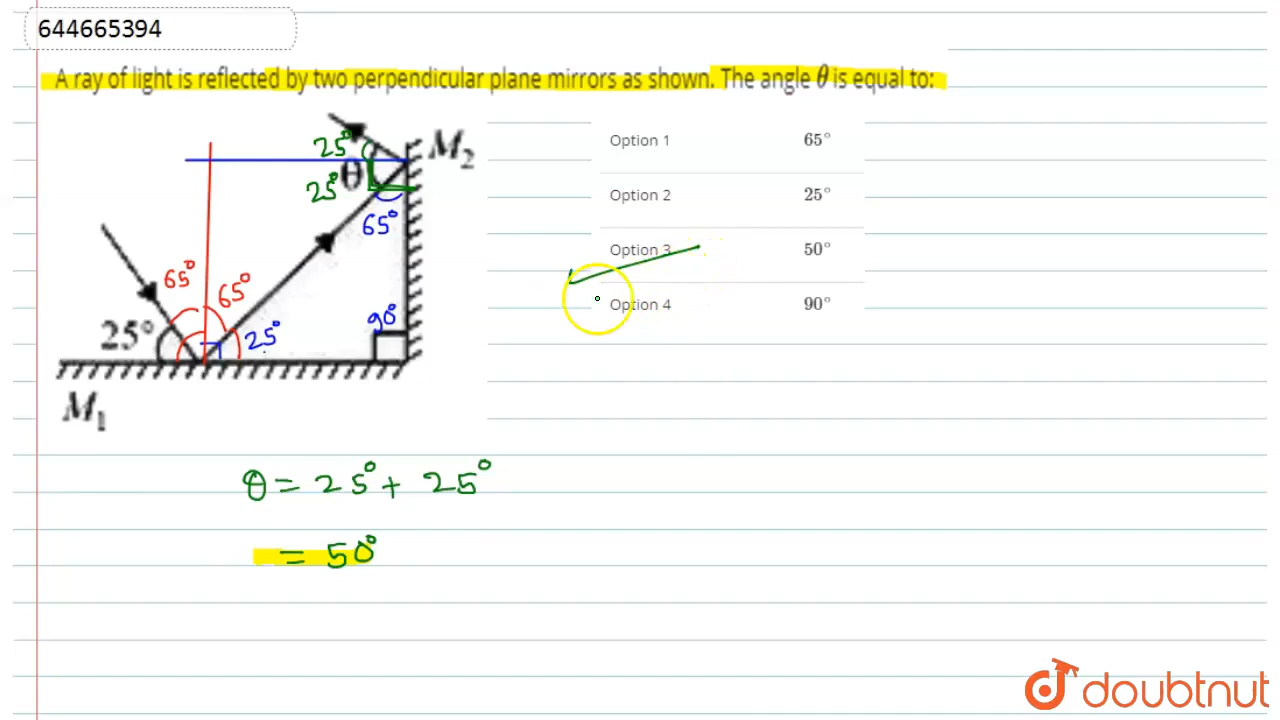 644665394
A ray of light is reflected by two perpendicular plane mirrors as shown. The angle θ is equal to:
25°
M₂
θ
25°
65°
65°
65°
25°
25°
90°
M₁
Option 1 65°
Option 2 25°
Option 3 50°
Option 4 90°
θ = 25° + 25°
= 50°
doubtnut